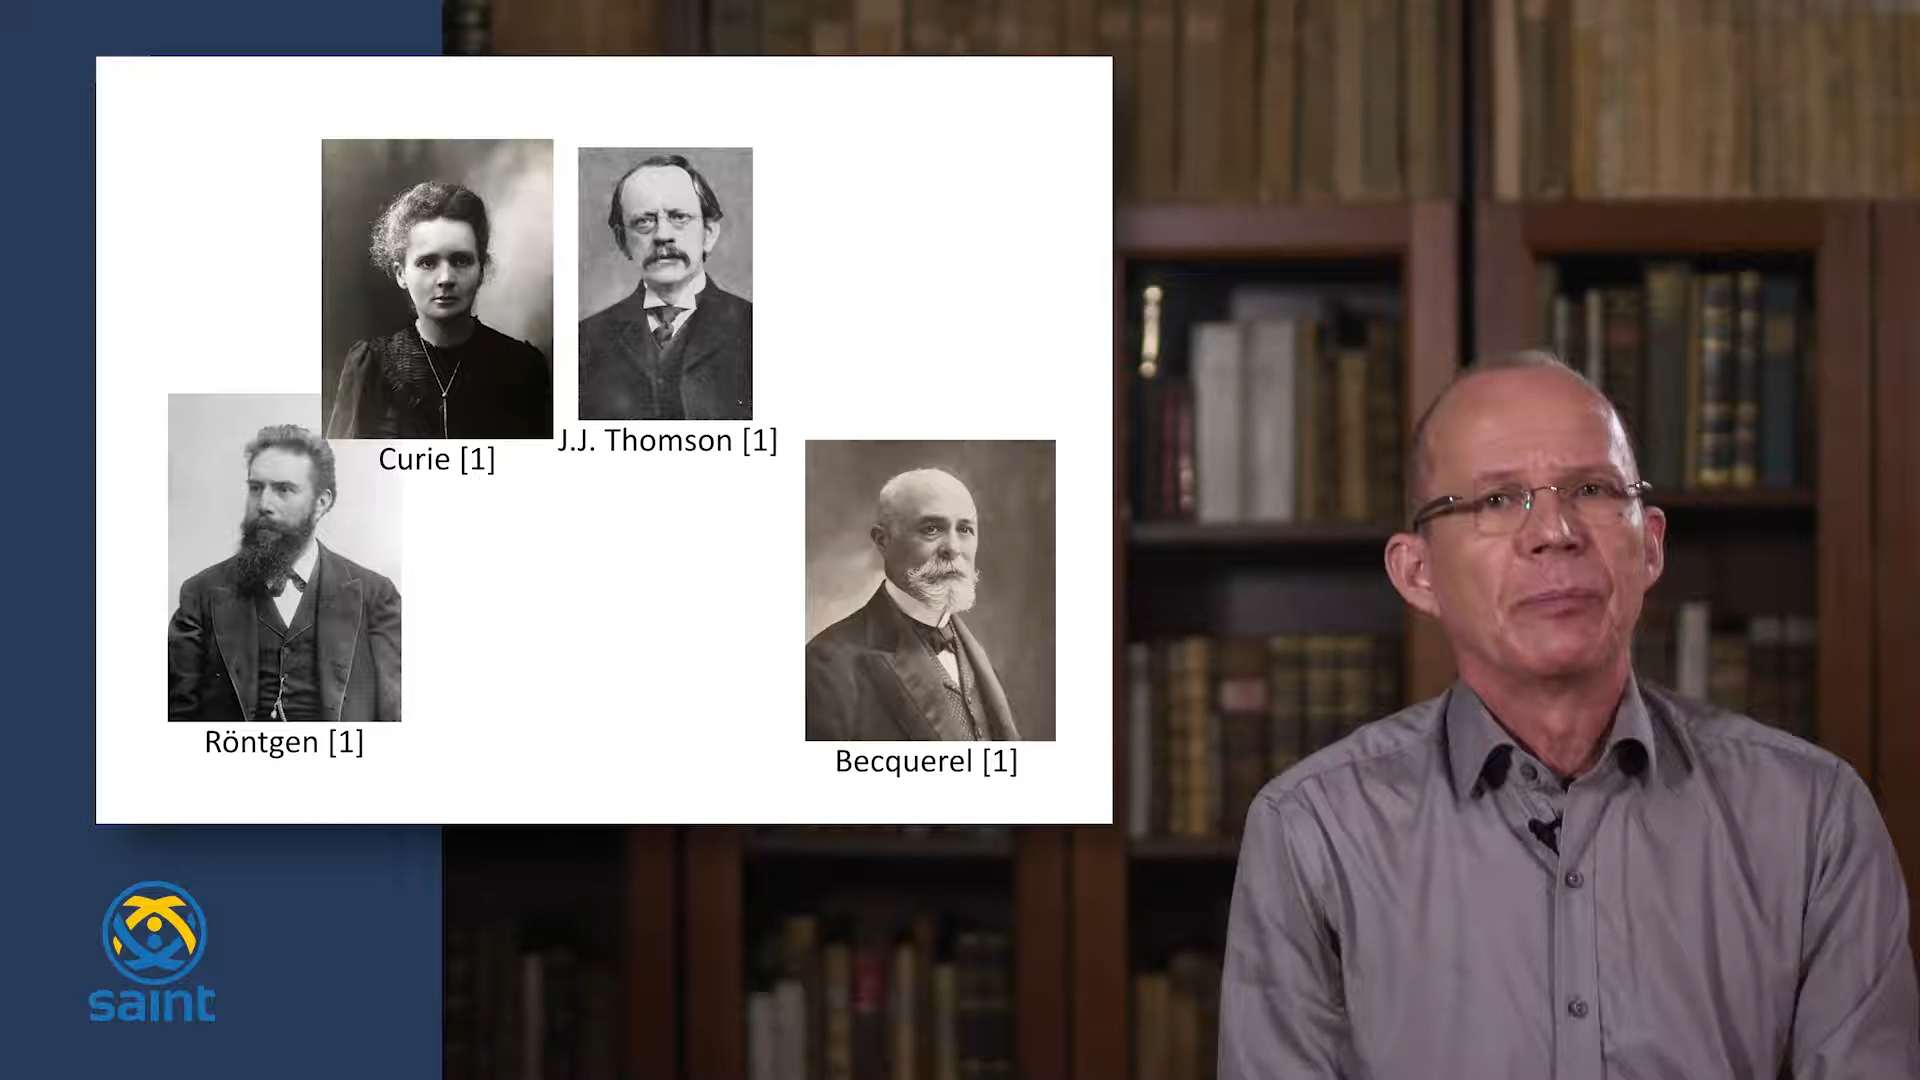 Curie [1]
J.J. Thomson [1]
Röntgen [1]
Becquerel [1]
saint